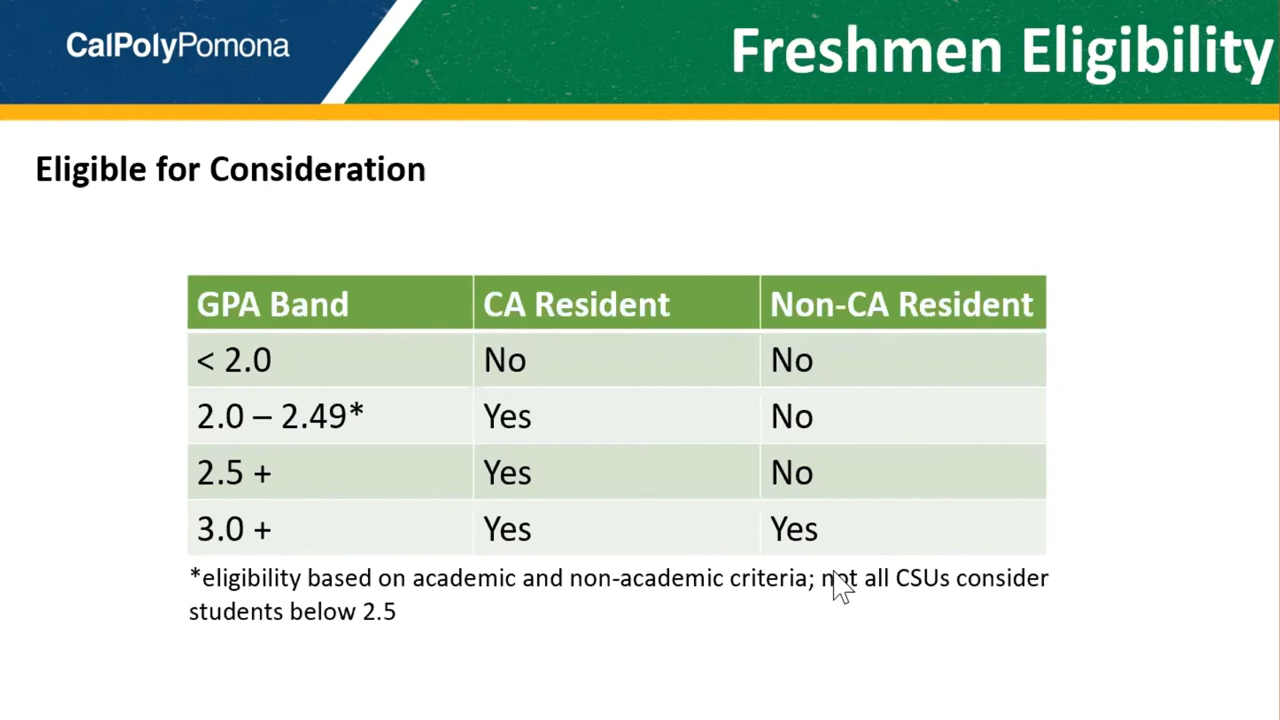 CalPolyPomona
Freshmen Eligibility
Eligible for Consideration
GPA Band CA Resident Non-CA Resident
< 2.0 No No
2.0 – 2.49* Yes No
2.5 + Yes No
3.0 + Yes Yes
*eligibility based on academic and non-academic criteria; not all CSUs consider
students below 2.5